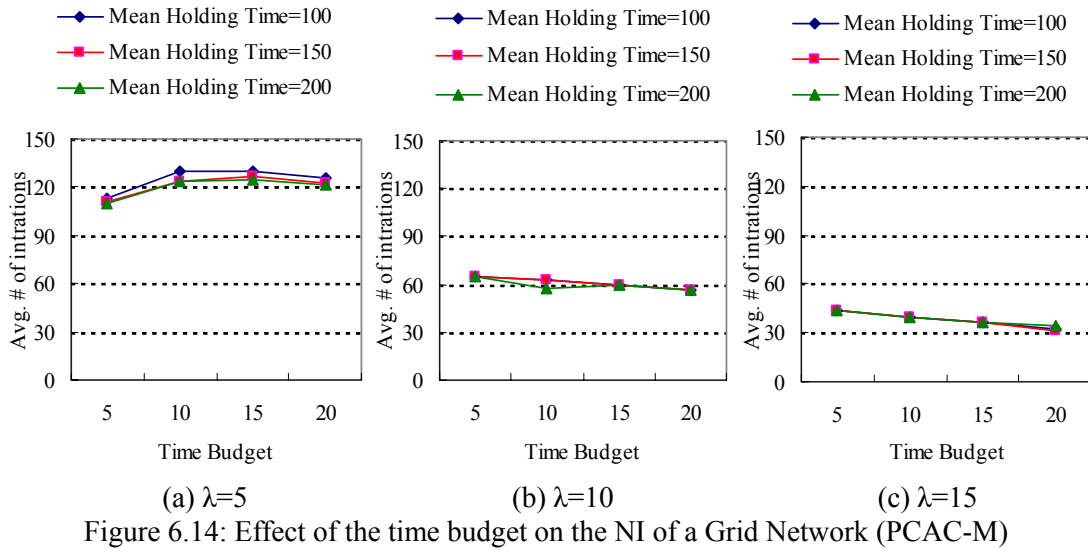 Mean Holding Time=100
Mean Holding Time=150
Mean Holding Time=200
Avg. # of intrations
150
120
90
60
30
0
5 10 15 20
Time Budget
(a) λ=5
Mean Holding Time=100
Mean Holding Time=150
Mean Holding Time=200
Avg. # of intrations
150
120
90
60
30
0
5 10 15 20
Time Budget
(b) λ=10
Mean Holding Time=100
Mean Holding Time=150
Mean Holding Time=200
Avg. # of intrations
150
120
90
60
30
0
5 10 15 20
Time Budget
(c) λ=15
Figure 6.14: Effect of the time budget on the NI of a Grid Network (PCAC-M)